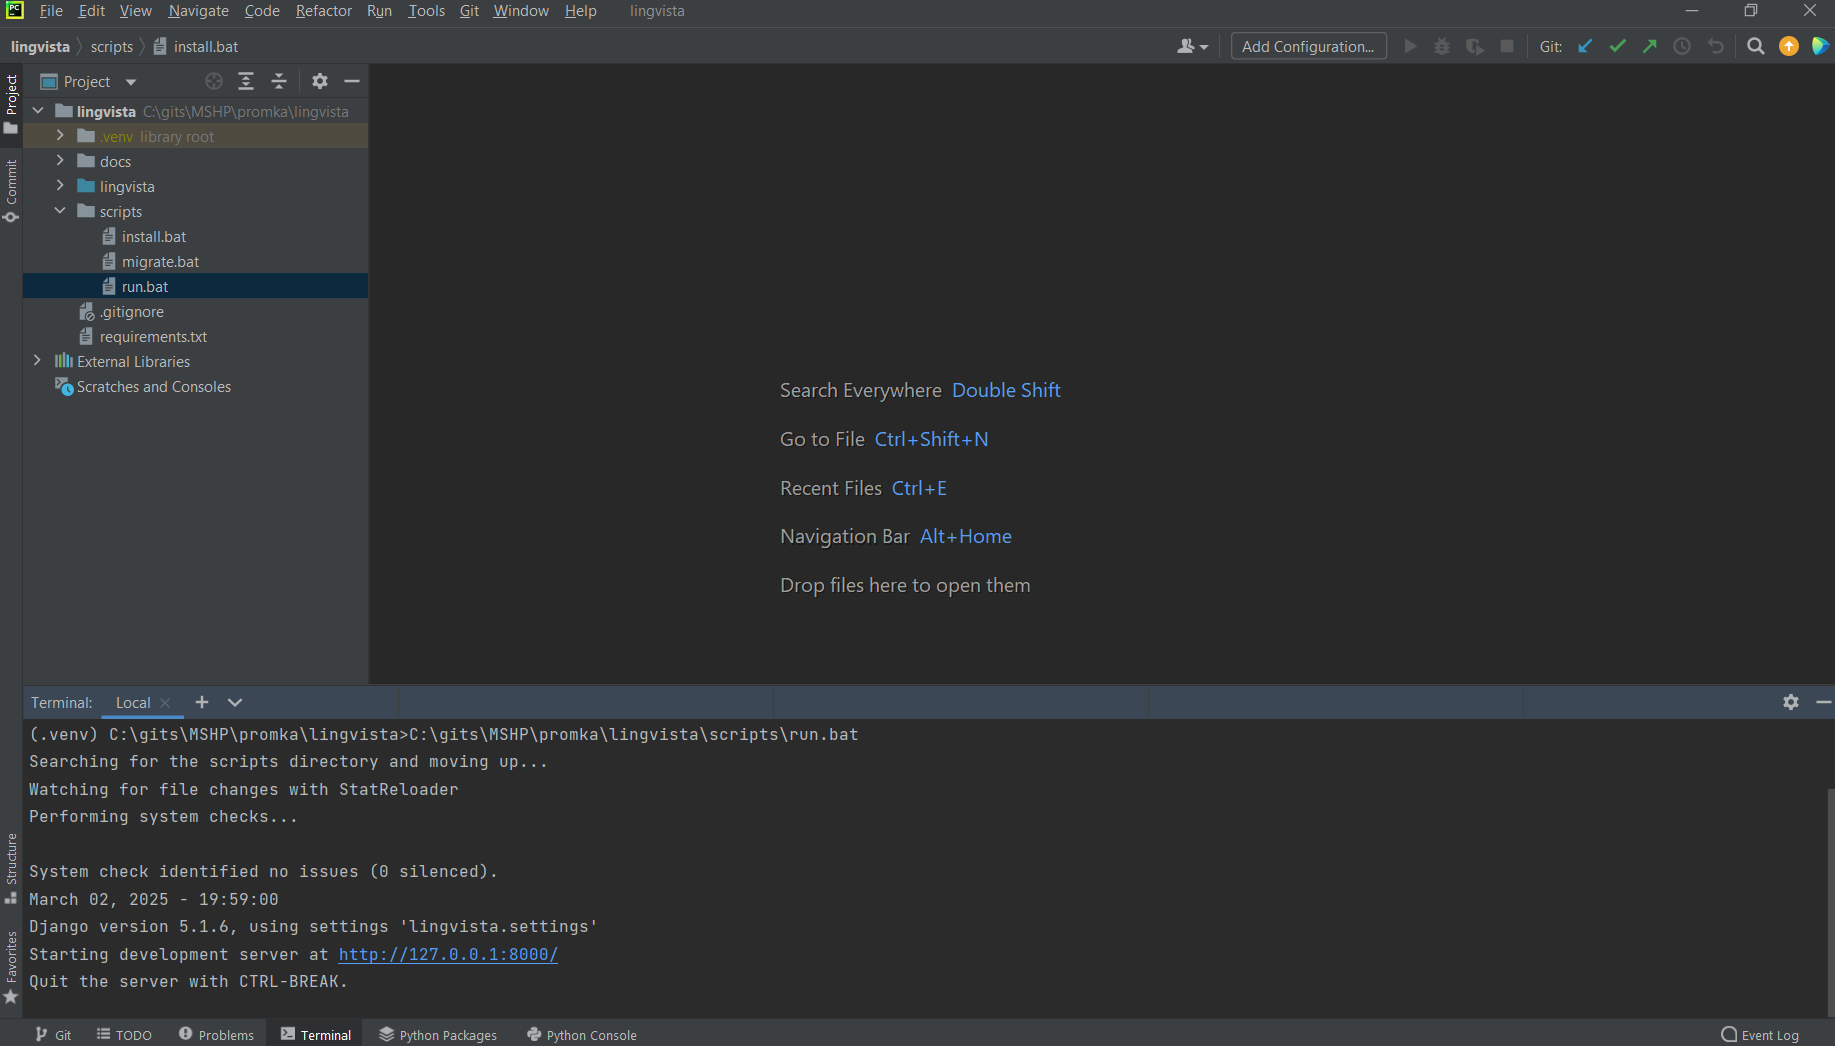 PC
File Edit View Navigate Code Refactor Run Tools Git Window Help lingvista
lingvista scripts install.bat
Add Configuration... Git:
Project
Project
lingvista C:\gits\MSHP\promka\lingvista
.venv library root
docs
lingvista
scripts
install.bat
migrate.bat
run.bat
.gitignore
requirements.txt
External Libraries
Scratches and Consoles
Commit
Search Everywhere Double Shift
Go to File Ctrl+Shift+N
Recent Files Ctrl+E
Navigation Bar Alt+Home
Drop files here to open them
Terminal: Local
(.venv) C:\gits\MSHP\promka\lingvista>C:\gits\MSHP\promka\lingvista\scripts\run.bat
Searching for the scripts directory and moving up...
Watching for file changes with StatReloader
Performing system checks...
System check identified no issues (0 silenced).
March 02, 2025 - 19:59:00
Django version 5.1.6, using settings 'lingvista.settings'
Starting development server at http://127.0.0.1:8000/
Quit the server with CTRL-BREAK.
Structure
Favorites
Git TODO Problems Terminal Python Packages Python Console Event Log